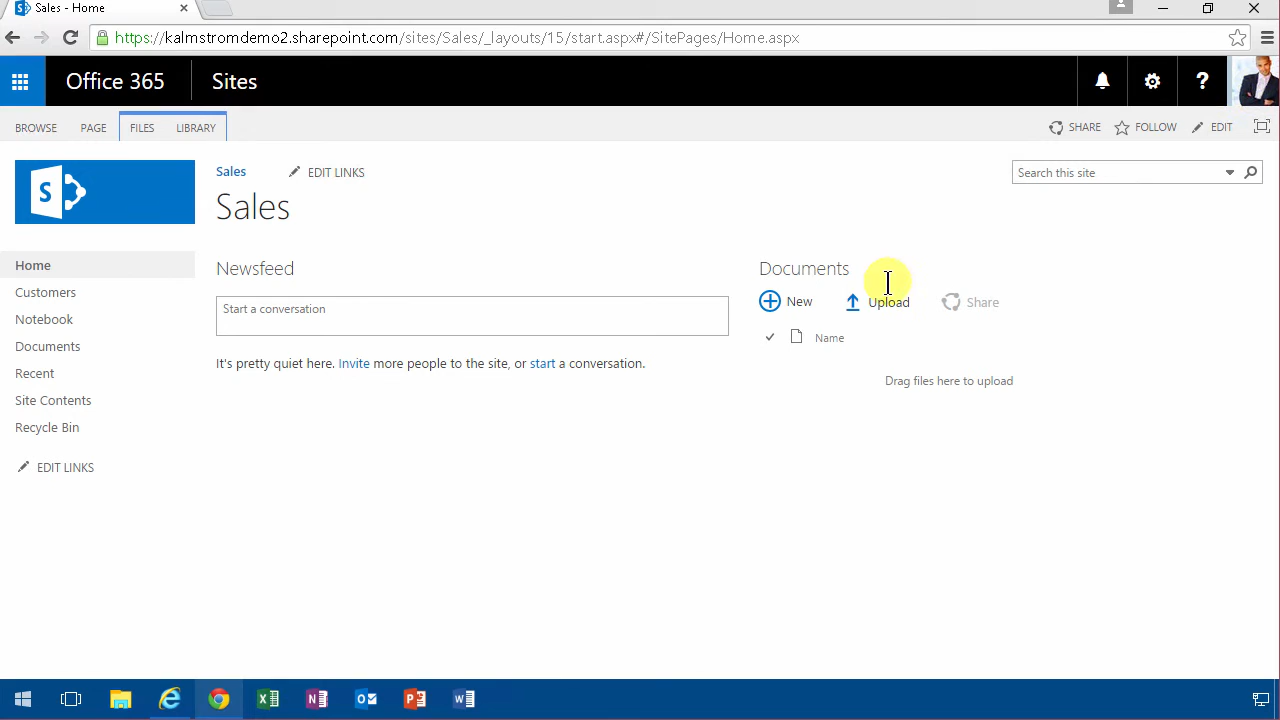 Sales - Home
https://kalmstromdemo2.sharepoint.com/sites/Sales/_layouts/15/start.aspx#/SitePages/Home.aspx
Office 365 Sites ?
BROWSE PAGE FILES LIBRARY SHARE FOLLOW EDIT
S Sales EDIT LINKS Search this site
Sales
Home
Customers
Notebook
Documents
Recent
Site Contents
Recycle Bin
EDIT LINKS
Newsfeed
Start a conversation
It's pretty quiet here. Invite more people to the site, or start a conversation.
Documents
New Upload Share
Name
Drag files here to upload